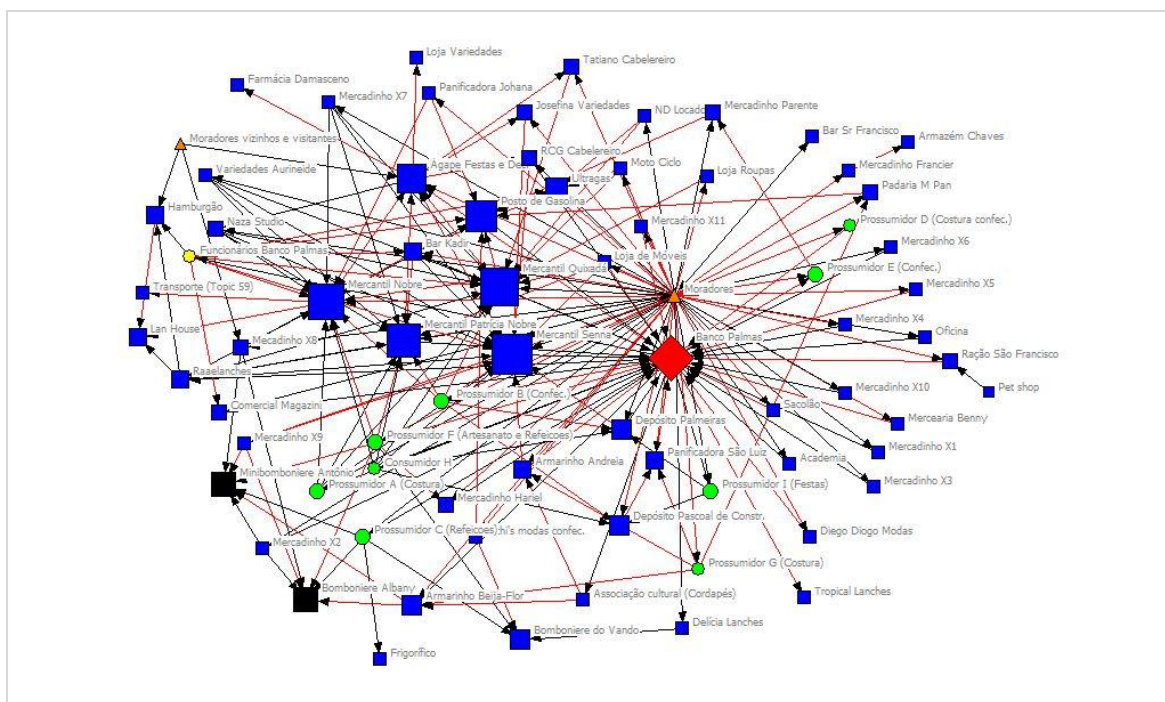 Loja Variedades
Tatiano Cabelereiro
Farmácia Damasceno
Panificadora Johana
Mercadinho X7
Josefina Variedades
ND Locado
Mercadinho Parente
Bar Sr Francisco
Armazém Chaves
Moradores vizinhos e visitantes
RCG Cabelereiro
Agape Festas e De
Ultragas
Moto Ciclo
Loja Roupas
Mercadinho Francier
Variedades Aurineide
Padaria M Pan
Hamburgão
Posto de Gasolina
Naza Studio
Mercadinho X11
Prossumidor D (Costura confec.)
Funcionários Banco Palmas
Bar Kadir
Mercadinho X6
Loja de Móveis
Mercantil Quixadá
Prossumidor E (Confec.)
Transporte (Topic 59)
Mercantil Nobre
Moradores
Mercadinho X5
Lan House
Mercantil Patrícia Nobre
Mercantil Senna
Banco Palmas
Mercadinho X4
Oficina
Mecadinho X8
Ração São Francisco
Raaelanches
Pet shop
Prossumidor B (Confec.)
Mercadinho X10
Comercial Magazini
Sacolão
Depósito Palmeiras
Mercearia Benny
Mercadinho X9
Prossumidor F (Artesanato e Refeicoes)
Panificadora São Luiz
Mercadinho X1
Consumidor H
Armarinho Andreia
Academia
Minibomboniere Antônio
Prossumidor A (Costura)
Prossumidor I (Festas)
Mercadinho X3
Mercadinho Hariel
Depósito Pascoal de Constr.
Prossumidor C (Refeicoes)
hi's modas confec.
Diego Diogo Modas
Mercadinho X2
Prossumidor G (Costura)
Bomboniere Albany
Armarinho Beija-Flor
Associação cultural (Cordapés)
Tropical Lanches
Bomboniere do Vando
Delícia Lanches
Frigorífico